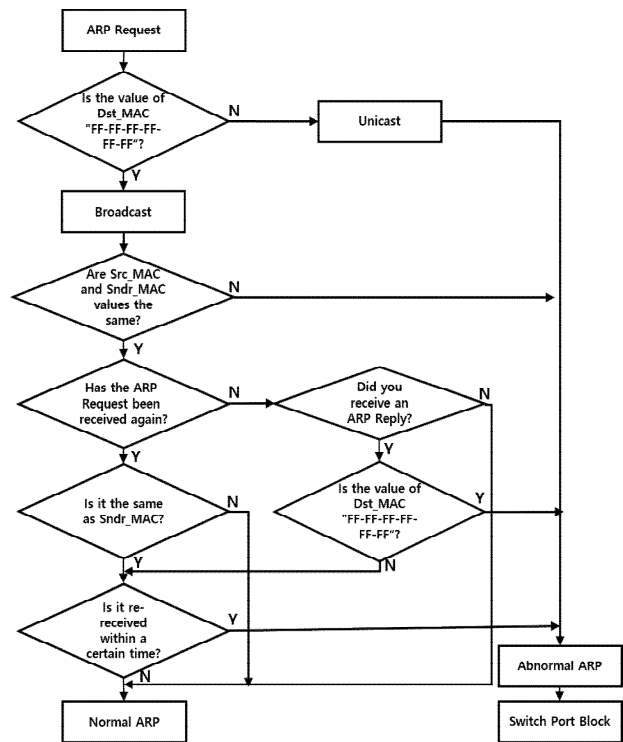 ARP Request
Is the value of
Dst_MAC
"FF-FF-FF-FF-
FF-FF"?
N
Unicast
Y
Broadcast
Are Src_MAC
and Sndr_MAC
values the
same?
N
Y
Has the ARP
Request been
received again?
N
Did you
receive an
ARP Reply?
N
Y
Y
Is it the same
as Sndr_MAC?
N
Is the value of
Dst_MAC
"FF-FF-FF-FF-
FF-FF"?
Y
Y
N
Is it re-
received within a
certain time?
Y
N
Normal ARP
Abnormal ARP
Switch Port Block